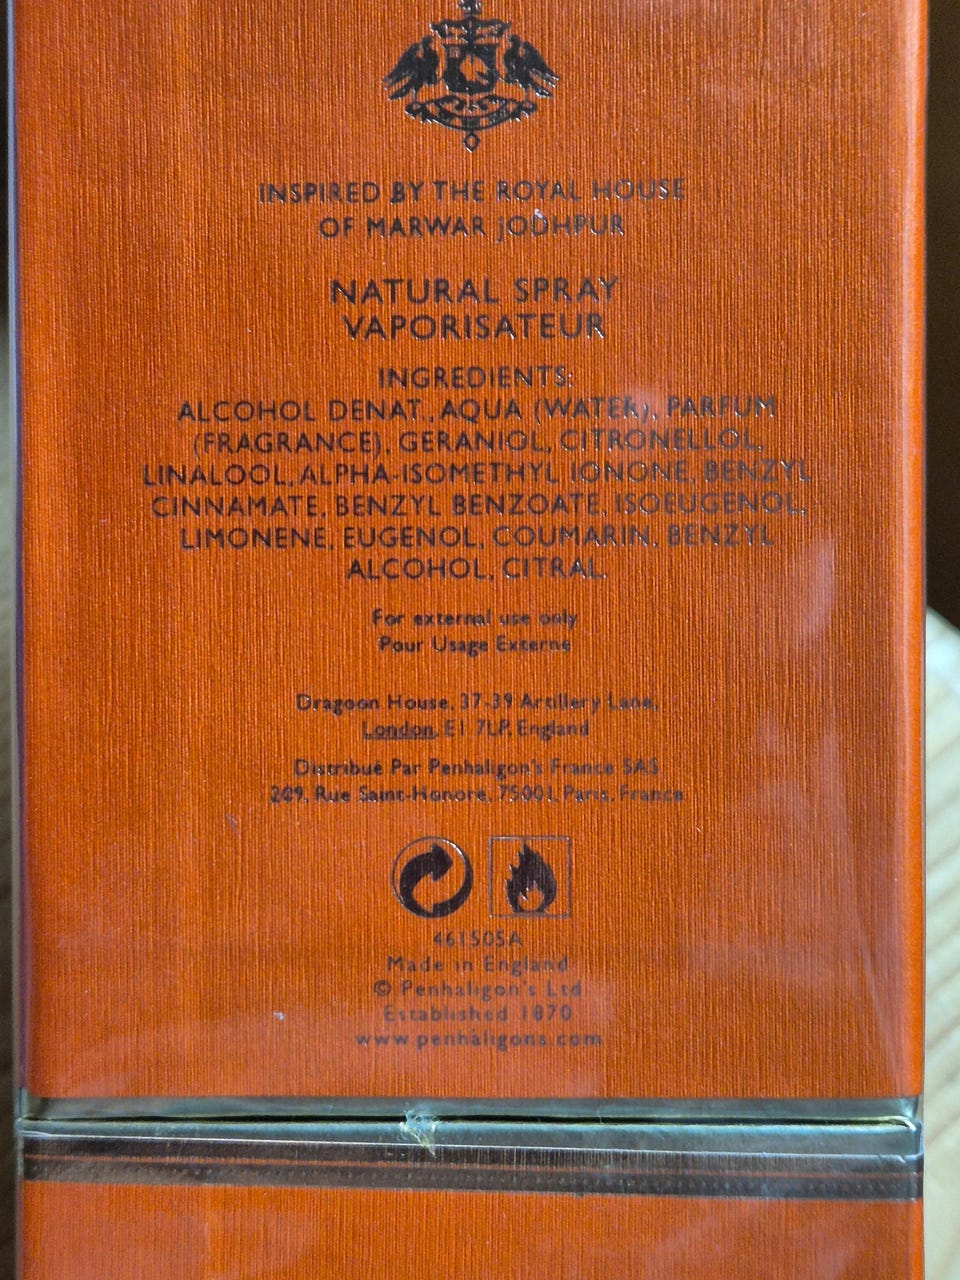 INSPIRED BY THE ROYAL HOUSE
OF MARWAR JODHPUR
NATURAL SPRAY
VAPORISATEUR
INGREDIENTS:
ALCOHOL DENAT., AQUA (WATER), PARFUM
(FRAGRANCE), GERANIOL, CITRONELLOL,
LINALOOL, ALPHA-ISOMETHYL IONONE, BENZYL
CINNAMATE, BENZYL BENZOATE, ISOEUGENOL,
LIMONENE, EUGENOL, COUMARIN, BENZYL
ALCOHOL, CITRAL.
For external use only
Pour Usage Externe
Dragoon House, 37-39 Artillery Lane,
London, E1 7LP, England
Distribué Par Penhaligon's France SAS
209, Rue Saint-Honore, 75001, Paris, France
461505A
Made in England
© Penhaligon's Ltd
Established 1870
www.penhaligons.com